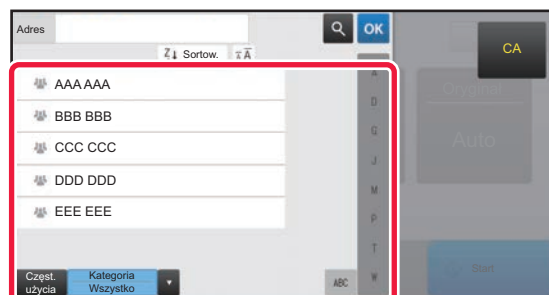 Adres
OK
CA
Z↓ Sortow.
A
AAA AAA
BBB BBB
CCC CCC
DDD DDD
EEE EEE
A
D
G
J
M
P
T
W
Oryginał
Auto
Częst.
użycia
Kategoria
Wszystko
▼
ABC
Start